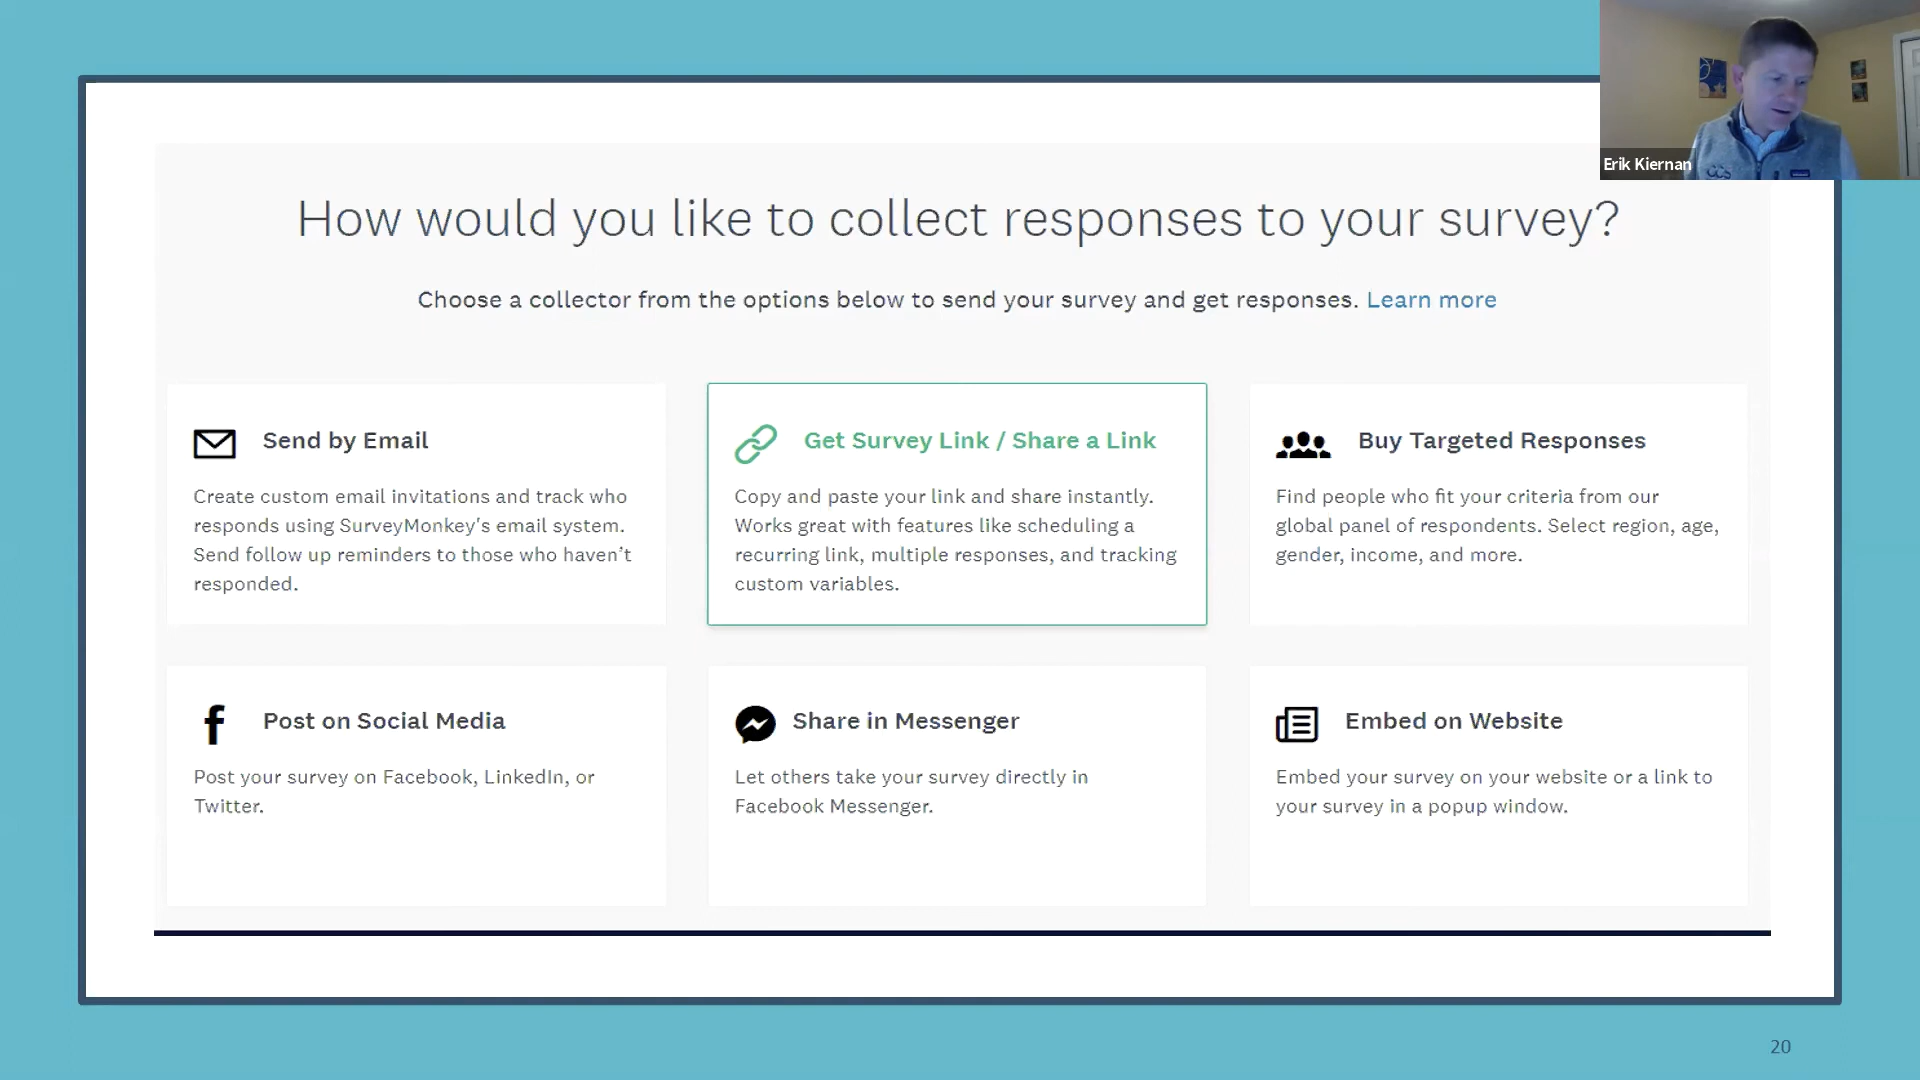 How would you like to collect responses to your survey?
Choose a collector from the options below to send your survey and get responses. Learn more
Send by Email
Create custom email invitations and track who
responds using SurveyMonkey's email system.
Send follow up reminders to those who haven’t
responded.
Get Survey Link / Share a Link
Copy and paste your link and share instantly.
Works great with features like scheduling a
recurring link, multiple responses, and tracking
custom variables.
Buy Targeted Responses
Find people who fit your criteria from our
global panel of respondents. Select region, age,
gender, income, and more.
Post on Social Media
Post your survey on Facebook, LinkedIn, or
Twitter.
Share in Messenger
Let others take your survey directly in
Facebook Messenger.
Embed on Website
Embed your survey on your website or a link to
your survey in a popup window.
Erik Kiernan
CCS
20